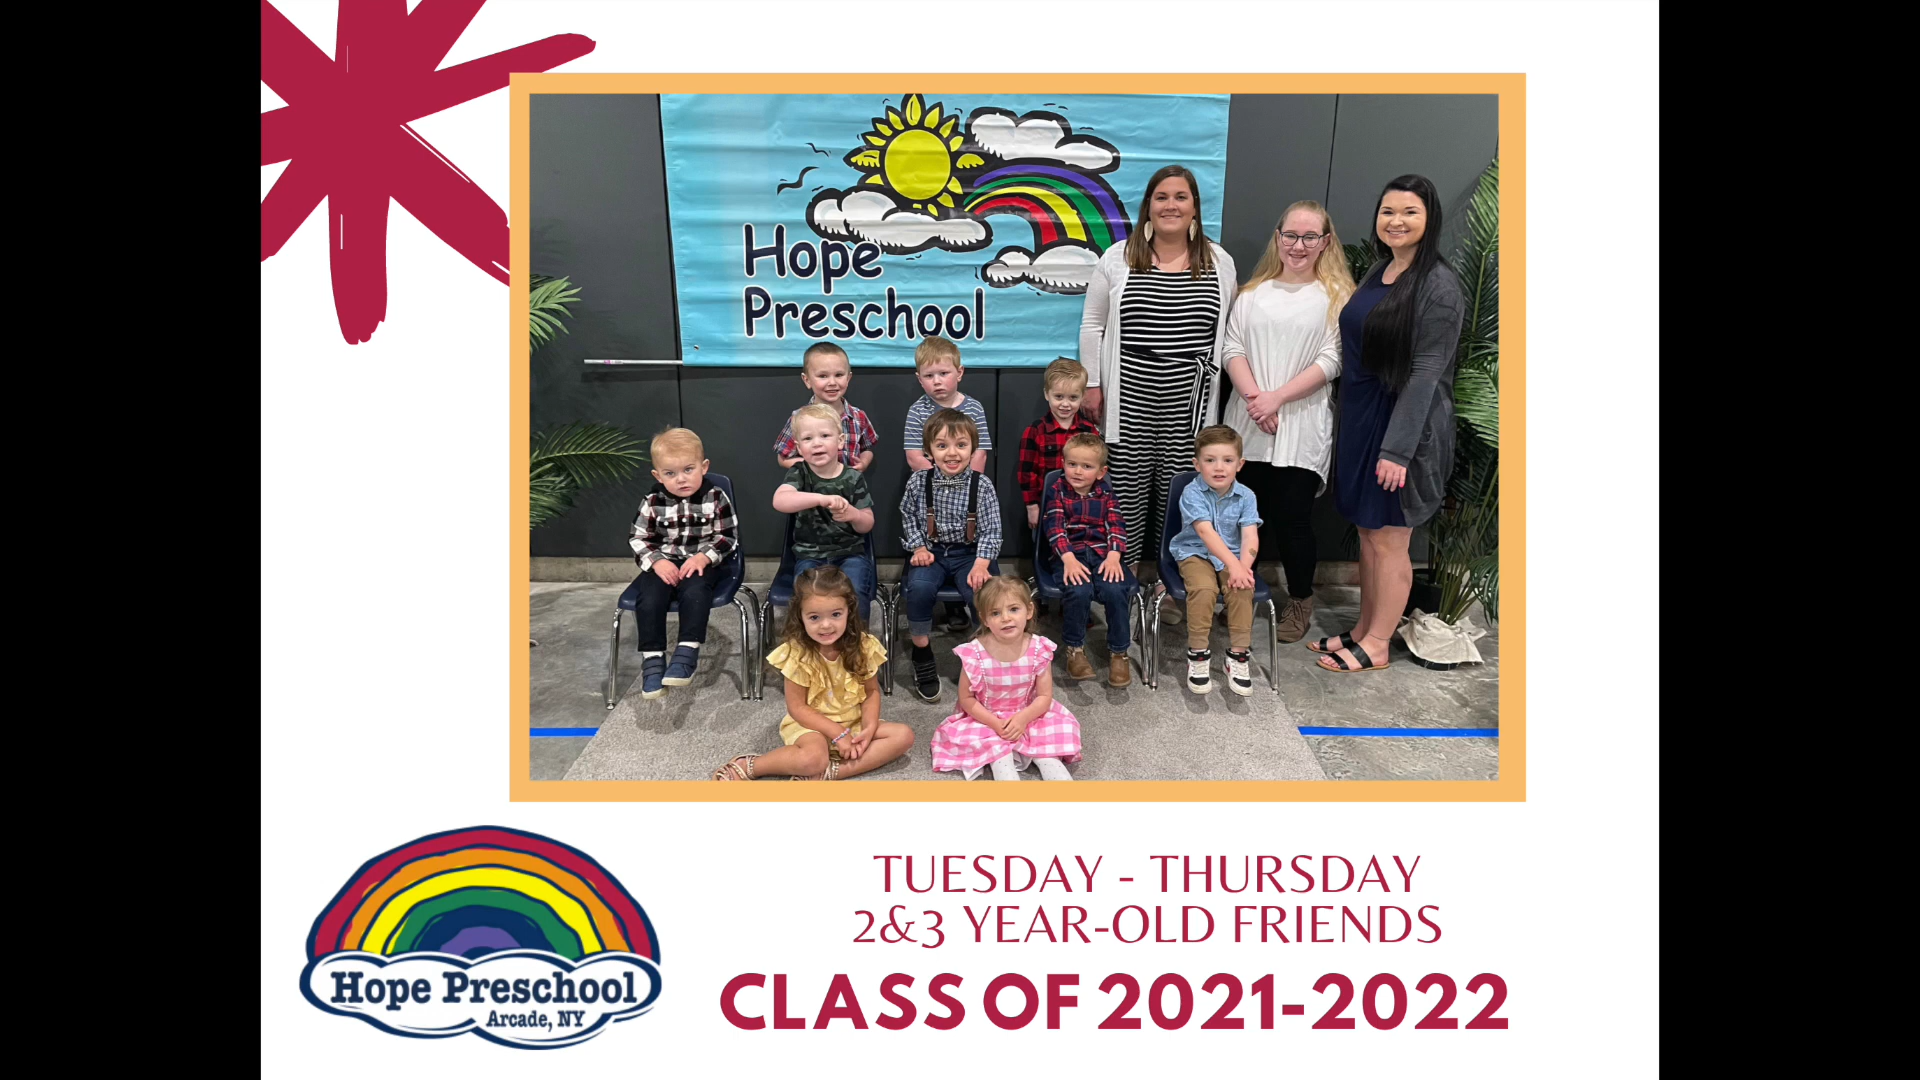 Hope
Preschool
TUESDAY - THURSDAY
2&3 YEAR-OLD FRIENDS
CLASS OF 2021-2022
Hope Preschool
Arcade, NY